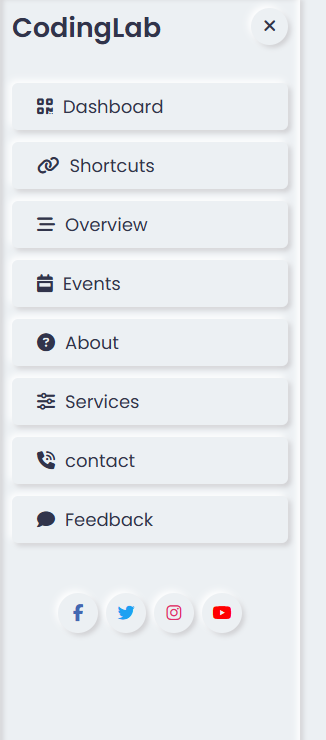 CodingLab
Dashboard
Shortcuts
Overview
Events
About
Services
contact
Feedback